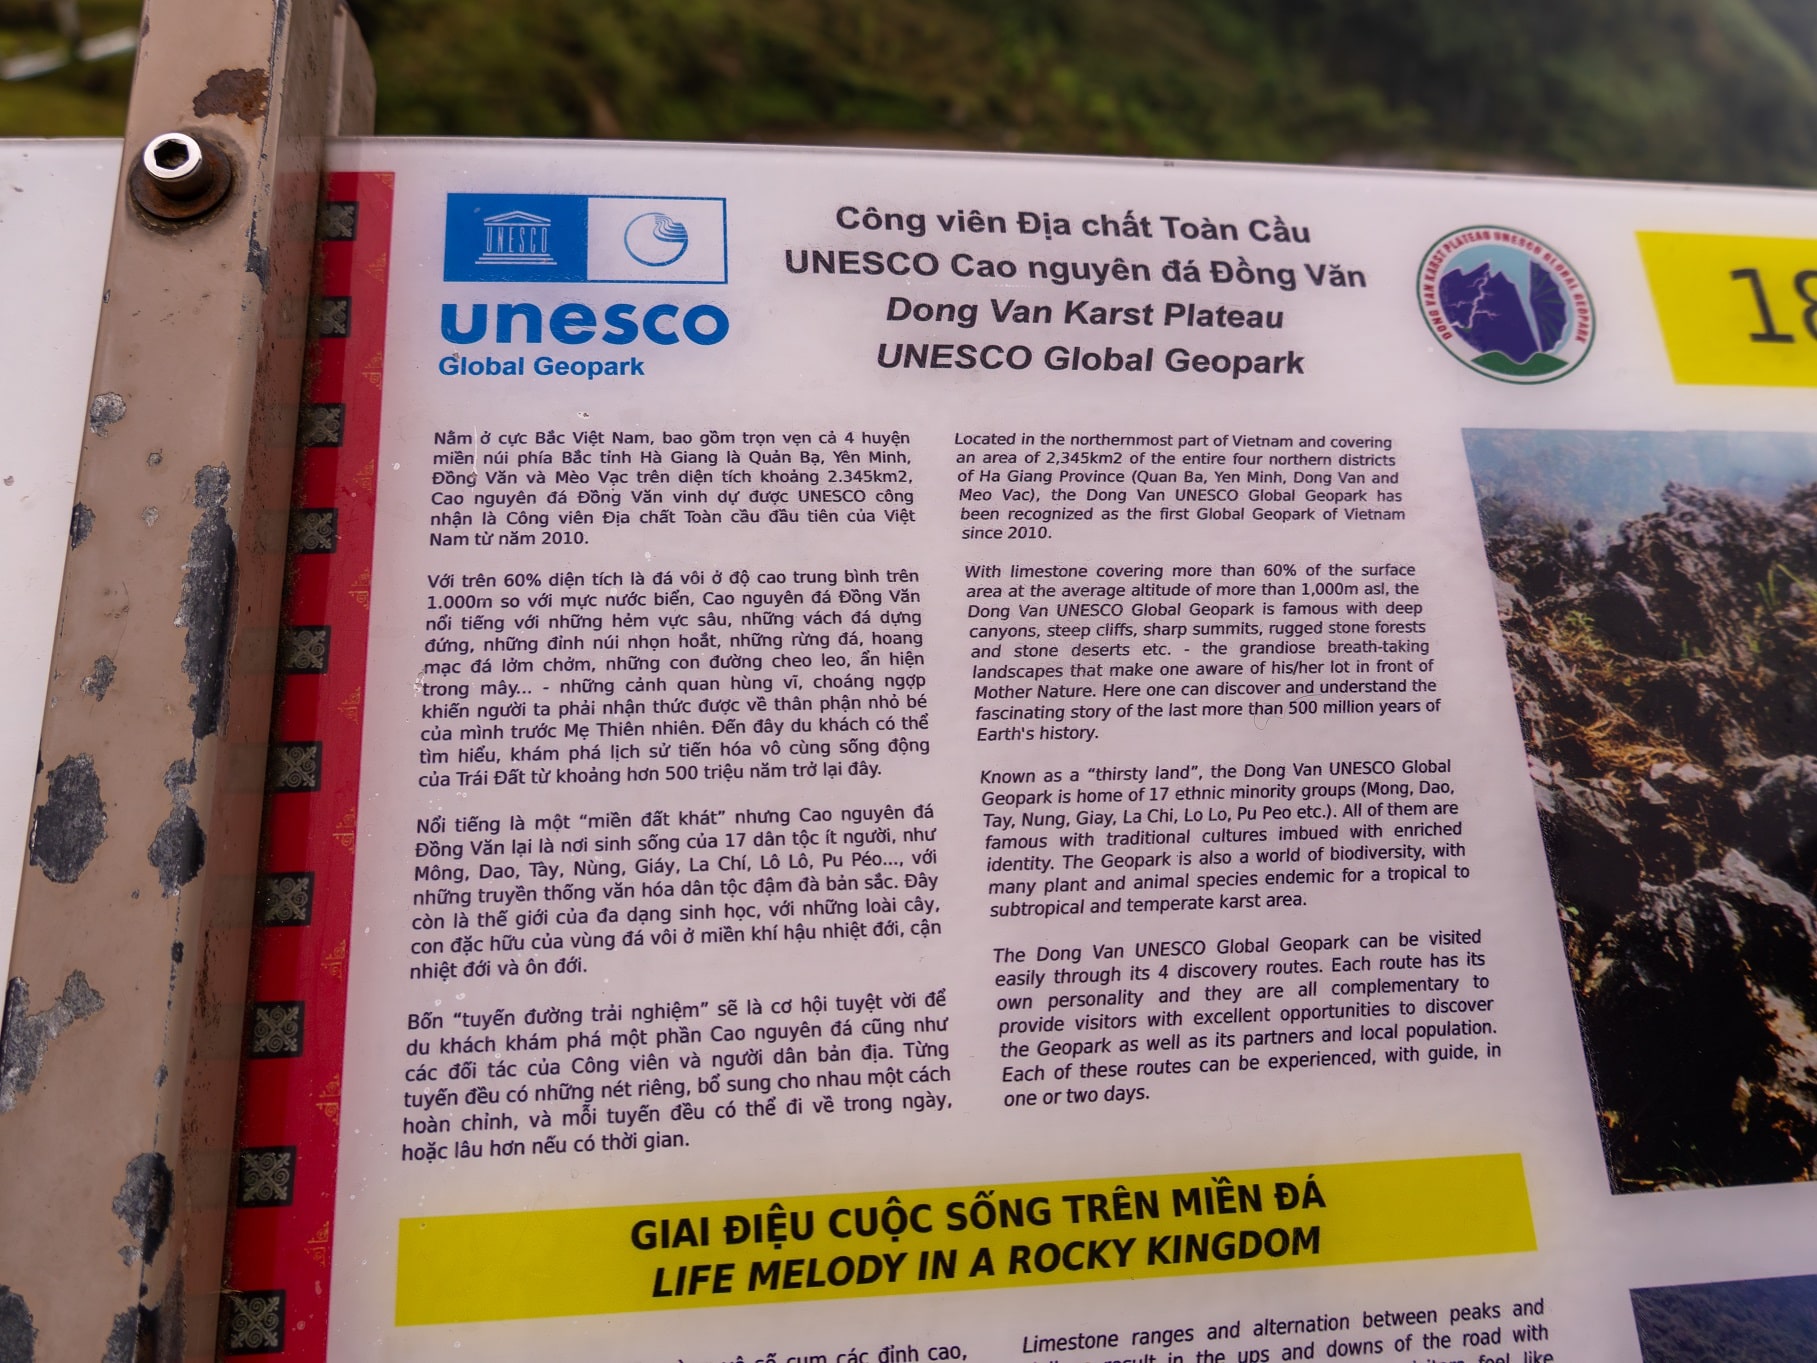 UNESCO
unesco
Global Geopark
Công viên Địa chất Toàn Cầu
UNESCO Cao nguyên đá Đồng Văn
Dong Van Karst Plateau
UNESCO Global Geopark
DONG VAN KARST PLATEAU UNESCO GLOBAL GEOPARK
18
Nằm ở cực Bắc Việt Nam, bao gồm trọn vẹn cả 4 huyện
miền núi phía Bắc tỉnh Hà Giang là Quản Bạ, Yên Minh,
Đồng Văn và Mèo Vạc trên diện tích khoảng 2.345km2,
Cao nguyên đá Đồng Văn vinh dự được UNESCO công
nhận là Công viên Địa chất Toàn cầu đầu tiên của Việt
Nam từ năm 2010.
Với trên 60% diện tích là đá vôi ở độ cao trung bình trên
1.000m so với mực nước biển, Cao nguyên đá Đồng Văn
nổi tiếng với những hẻm vực sâu, những vách đá dựng
đứng, những đỉnh núi nhọn hoắt, những rừng đá, hoang
mạc đá lởm chởm, những con đường cheo leo, ẩn hiện
trong mây... - những cảnh quan hùng vĩ, choáng ngợp
khiến người ta phải nhận thức được về thân phận nhỏ bé
của mình trước Mẹ Thiên nhiên. Đến đây du khách có thể
tìm hiểu, khám phá lịch sử tiến hóa vô cùng sống động
của Trái Đất từ khoảng hơn 500 triệu năm trở lại đây.
Nổi tiếng là một “miền đất khát” nhưng Cao nguyên đá
Đồng Văn lại là nơi sinh sống của 17 dân tộc ít người, như
Mông, Dao, Tày, Nùng, Giáy, La Chí, Lô Lô, Pu Péo..., với
những truyền thống văn hóa dân tộc đậm đà bản sắc. Đây
còn là thế giới của đa dạng sinh học, với những loài cây,
con đặc hữu của vùng đá vôi ở miền khí hậu nhiệt đới, cận
nhiệt đới và ôn đới.
Bốn “tuyến đường trải nghiệm” sẽ là cơ hội tuyệt vời để
du khách khám phá một phần Cao nguyên đá cũng như
các đối tác của Công viên và người dân bản địa. Từng
tuyến đều có những nét riêng, bổ sung cho nhau một cách
hoàn chỉnh, và mỗi tuyến đều có thể đi về trong ngày,
hoặc lâu hơn nếu có thời gian.
Located in the northernmost part of Vietnam and covering
an area of 2,345km2 of the entire four northern districts
of Ha Giang Province (Quan Ba, Yen Minh, Dong Van and
Meo Vac), the Dong Van UNESCO Global Geopark has
been recognized as the first Global Geopark of Vietnam
since 2010.
With limestone covering more than 60% of the surface
area at the average altitude of more than 1,000m asl, the
Dong Van UNESCO Global Geopark is famous with deep
canyons, steep cliffs, sharp summits, rugged stone forests
and stone deserts etc. - the grandiose breath-taking
landscapes that make one aware of his/her lot in front of
Mother Nature. Here one can discover and understand the
fascinating story of the last more than 500 million years of
Earth's history.
Known as a “thirsty land”, the Dong Van UNESCO Global
Geopark is home of 17 ethnic minority groups (Mong, Dao,
Tay, Nung, Giay, La Chi, Lo Lo, Pu Peo etc.). All of them are
famous with traditional cultures imbued with enriched
identity. The Geopark is also a world of biodiversity, with
many plant and animal species endemic for a tropical to
subtropical and temperate karst area.
The Dong Van UNESCO Global Geopark can be visited
easily through its 4 discovery routes. Each route has its
own personality and they are all complementary to
provide visitors with excellent opportunities to discover
the Geopark as well as its partners and local population.
Each of these routes can be experienced, with guide, in
one or two days.
GIAI ĐIỆU CUỘC SỐNG TRÊN MIỀN ĐÁ
LIFE MELODY IN A ROCKY KINGDOM
số cụm các đỉnh cao,
Limestone ranges and alternation between peaks and
result in the ups and downs of the road with
feel like